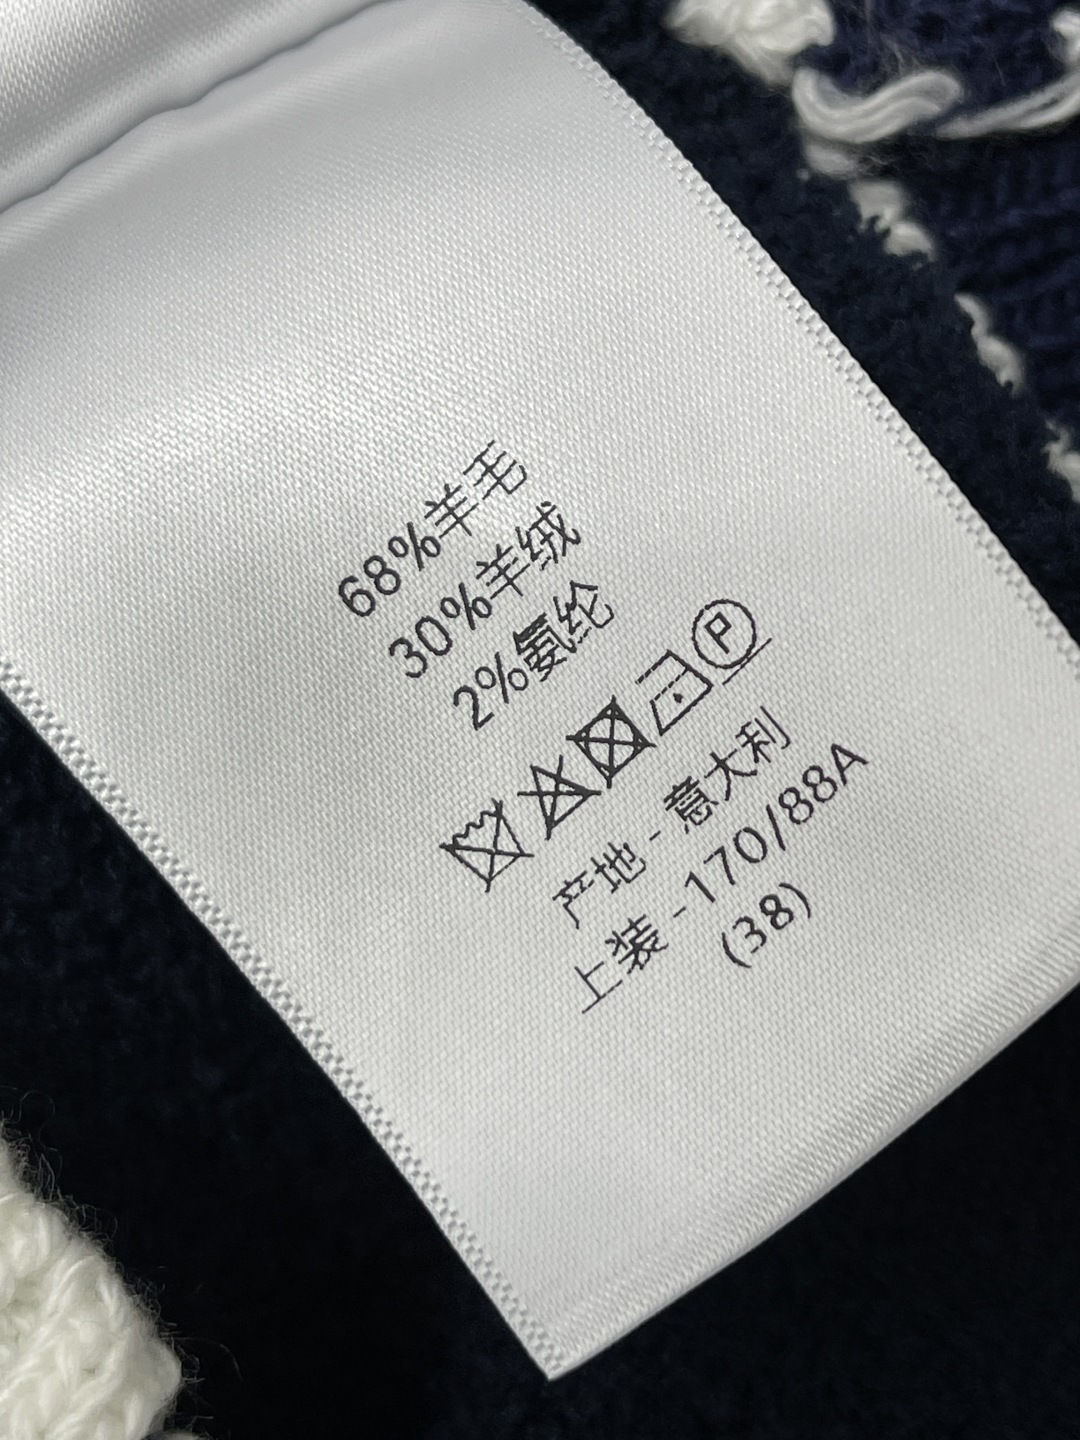 68%羊毛
30%羊绒
2%氨纶
P
产地-意大利
上装-170/88A
(38)